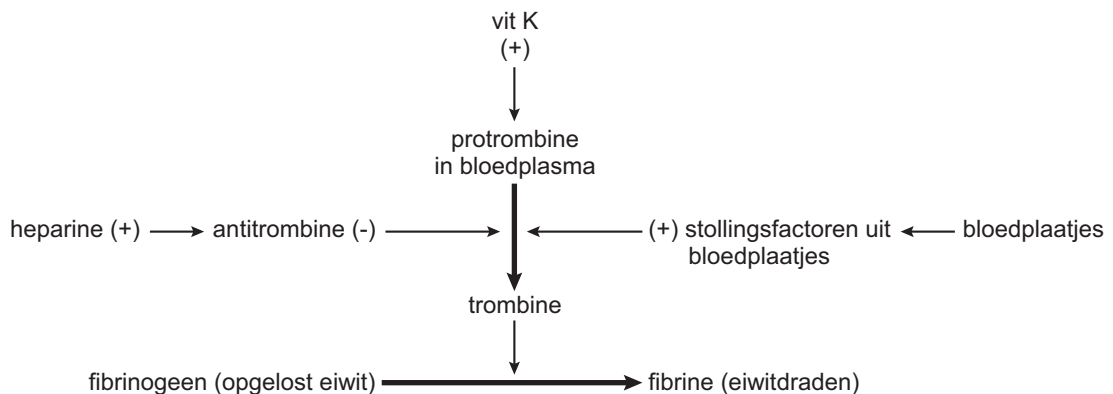 vit K
(+)
protrombine
in bloedplasma
heparine (+) antitrombine (-) (+) stollingsfactoren uit bloedplaatjes
bloedplaatjes
trombine
fibrinogeen (opgelost eiwit) fibrine (eiwitdraden)